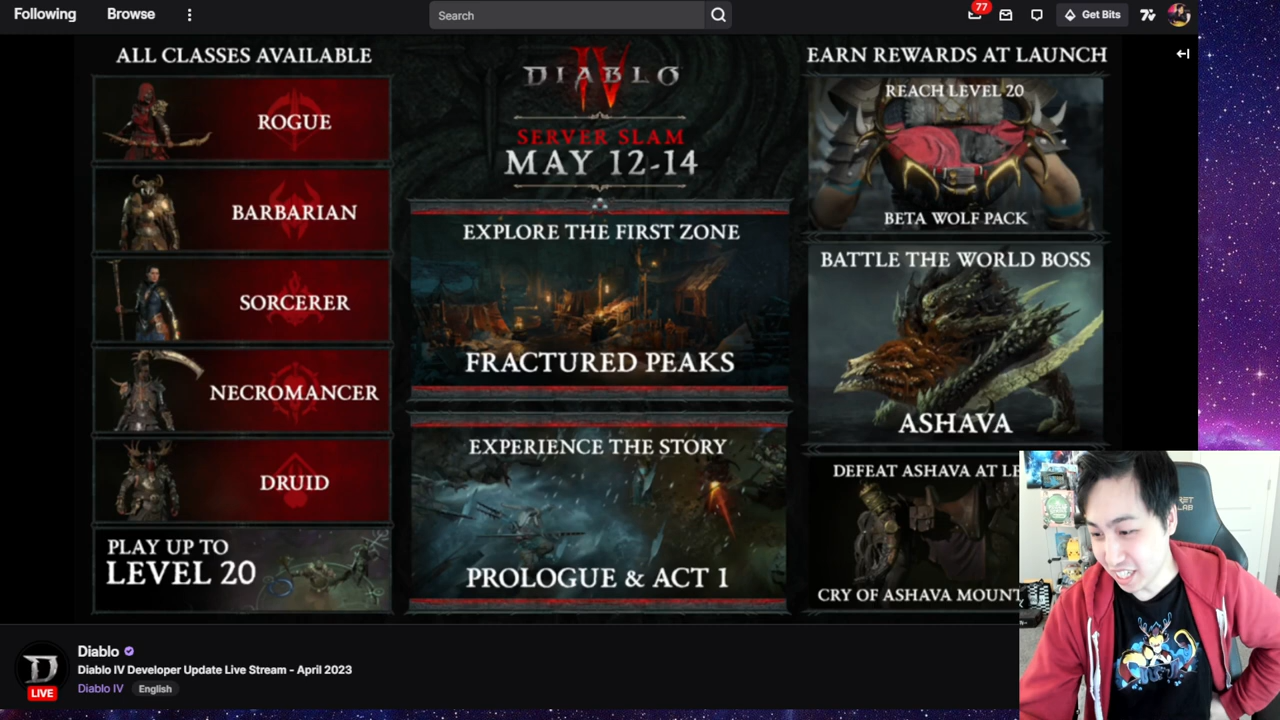 Following
Browse
Search
77
Get Bits
ALL CLASSES AVAILABLE
ROGUE
BARBARIAN
SORCERER
NECROMANCER
DRUID
PLAY UP TO
LEVEL 20
DIABLO
IV
SERVER SLAM
MAY 12-14
EXPLORE THE FIRST ZONE
FRACTURED PEAKS
EXPERIENCE THE STORY
PROLOGUE & ACT 1
EARN REWARDS AT LAUNCH
REACH LEVEL 20
BETA WOLF PACK
BATTLE THE WORLD BOSS
ASHAVA
DEFEAT ASHAVA AT LE
CRY OF ASHAVA MOUNT
D
LIVE
Diablo
Diablo IV Developer Update Live Stream - April 2023
Diablo IV
English